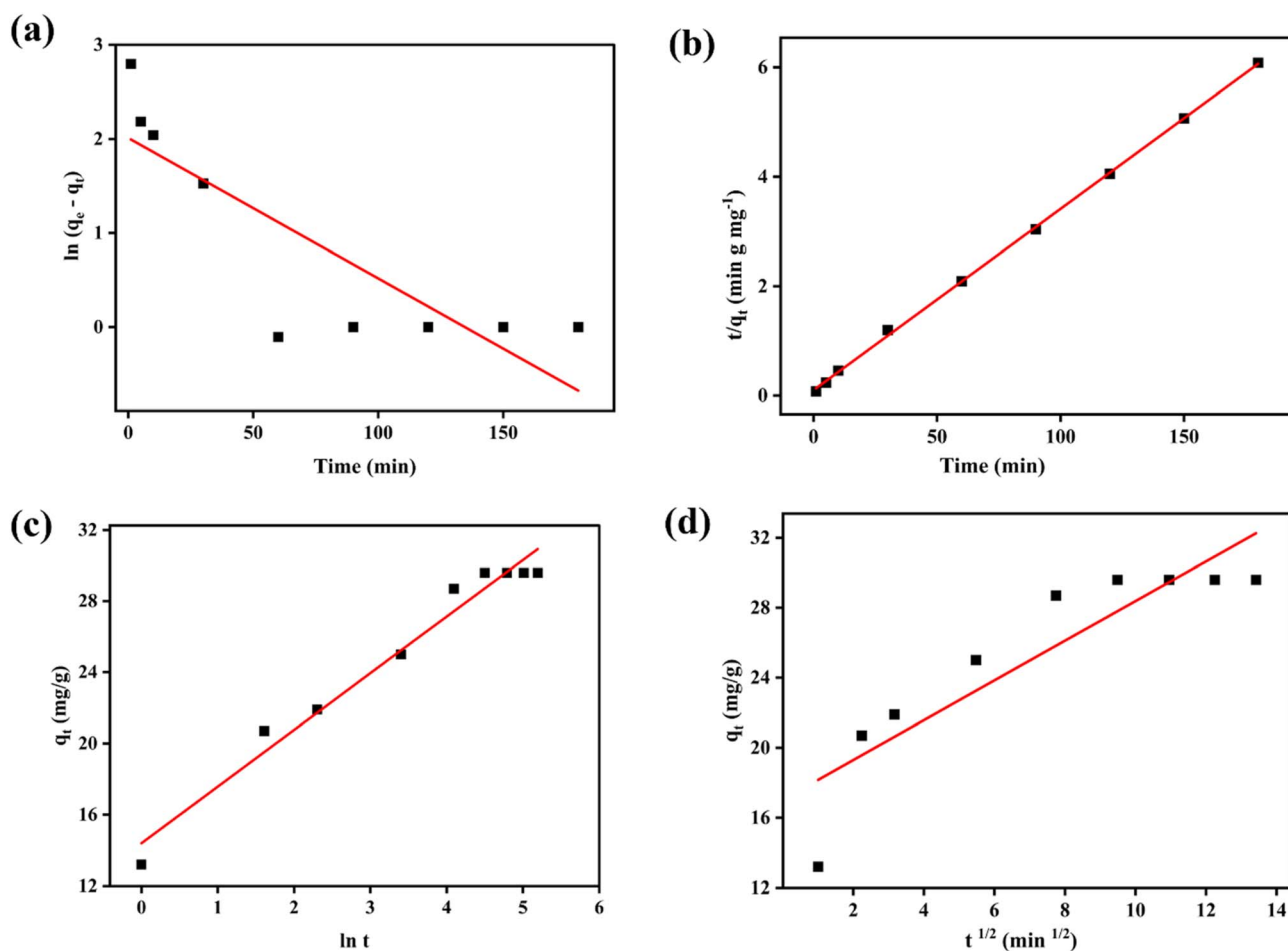 (a)
3
2
1
0
ln (qₑ - qₜ)
0 50 100 150
Time (min)
(b)
6
4
2
0
t/qₜ (min g mg⁻¹)
0 50 100 150
Time (min)
(c)
32
28
24
20
16
12
qₜ (mg/g)
0 1 2 3 4 5 6
ln t
(d)
32
28
24
20
16
12
qₜ (mg/g)
2 4 6 8 10 12 14
t ¹/² (min ¹/²)